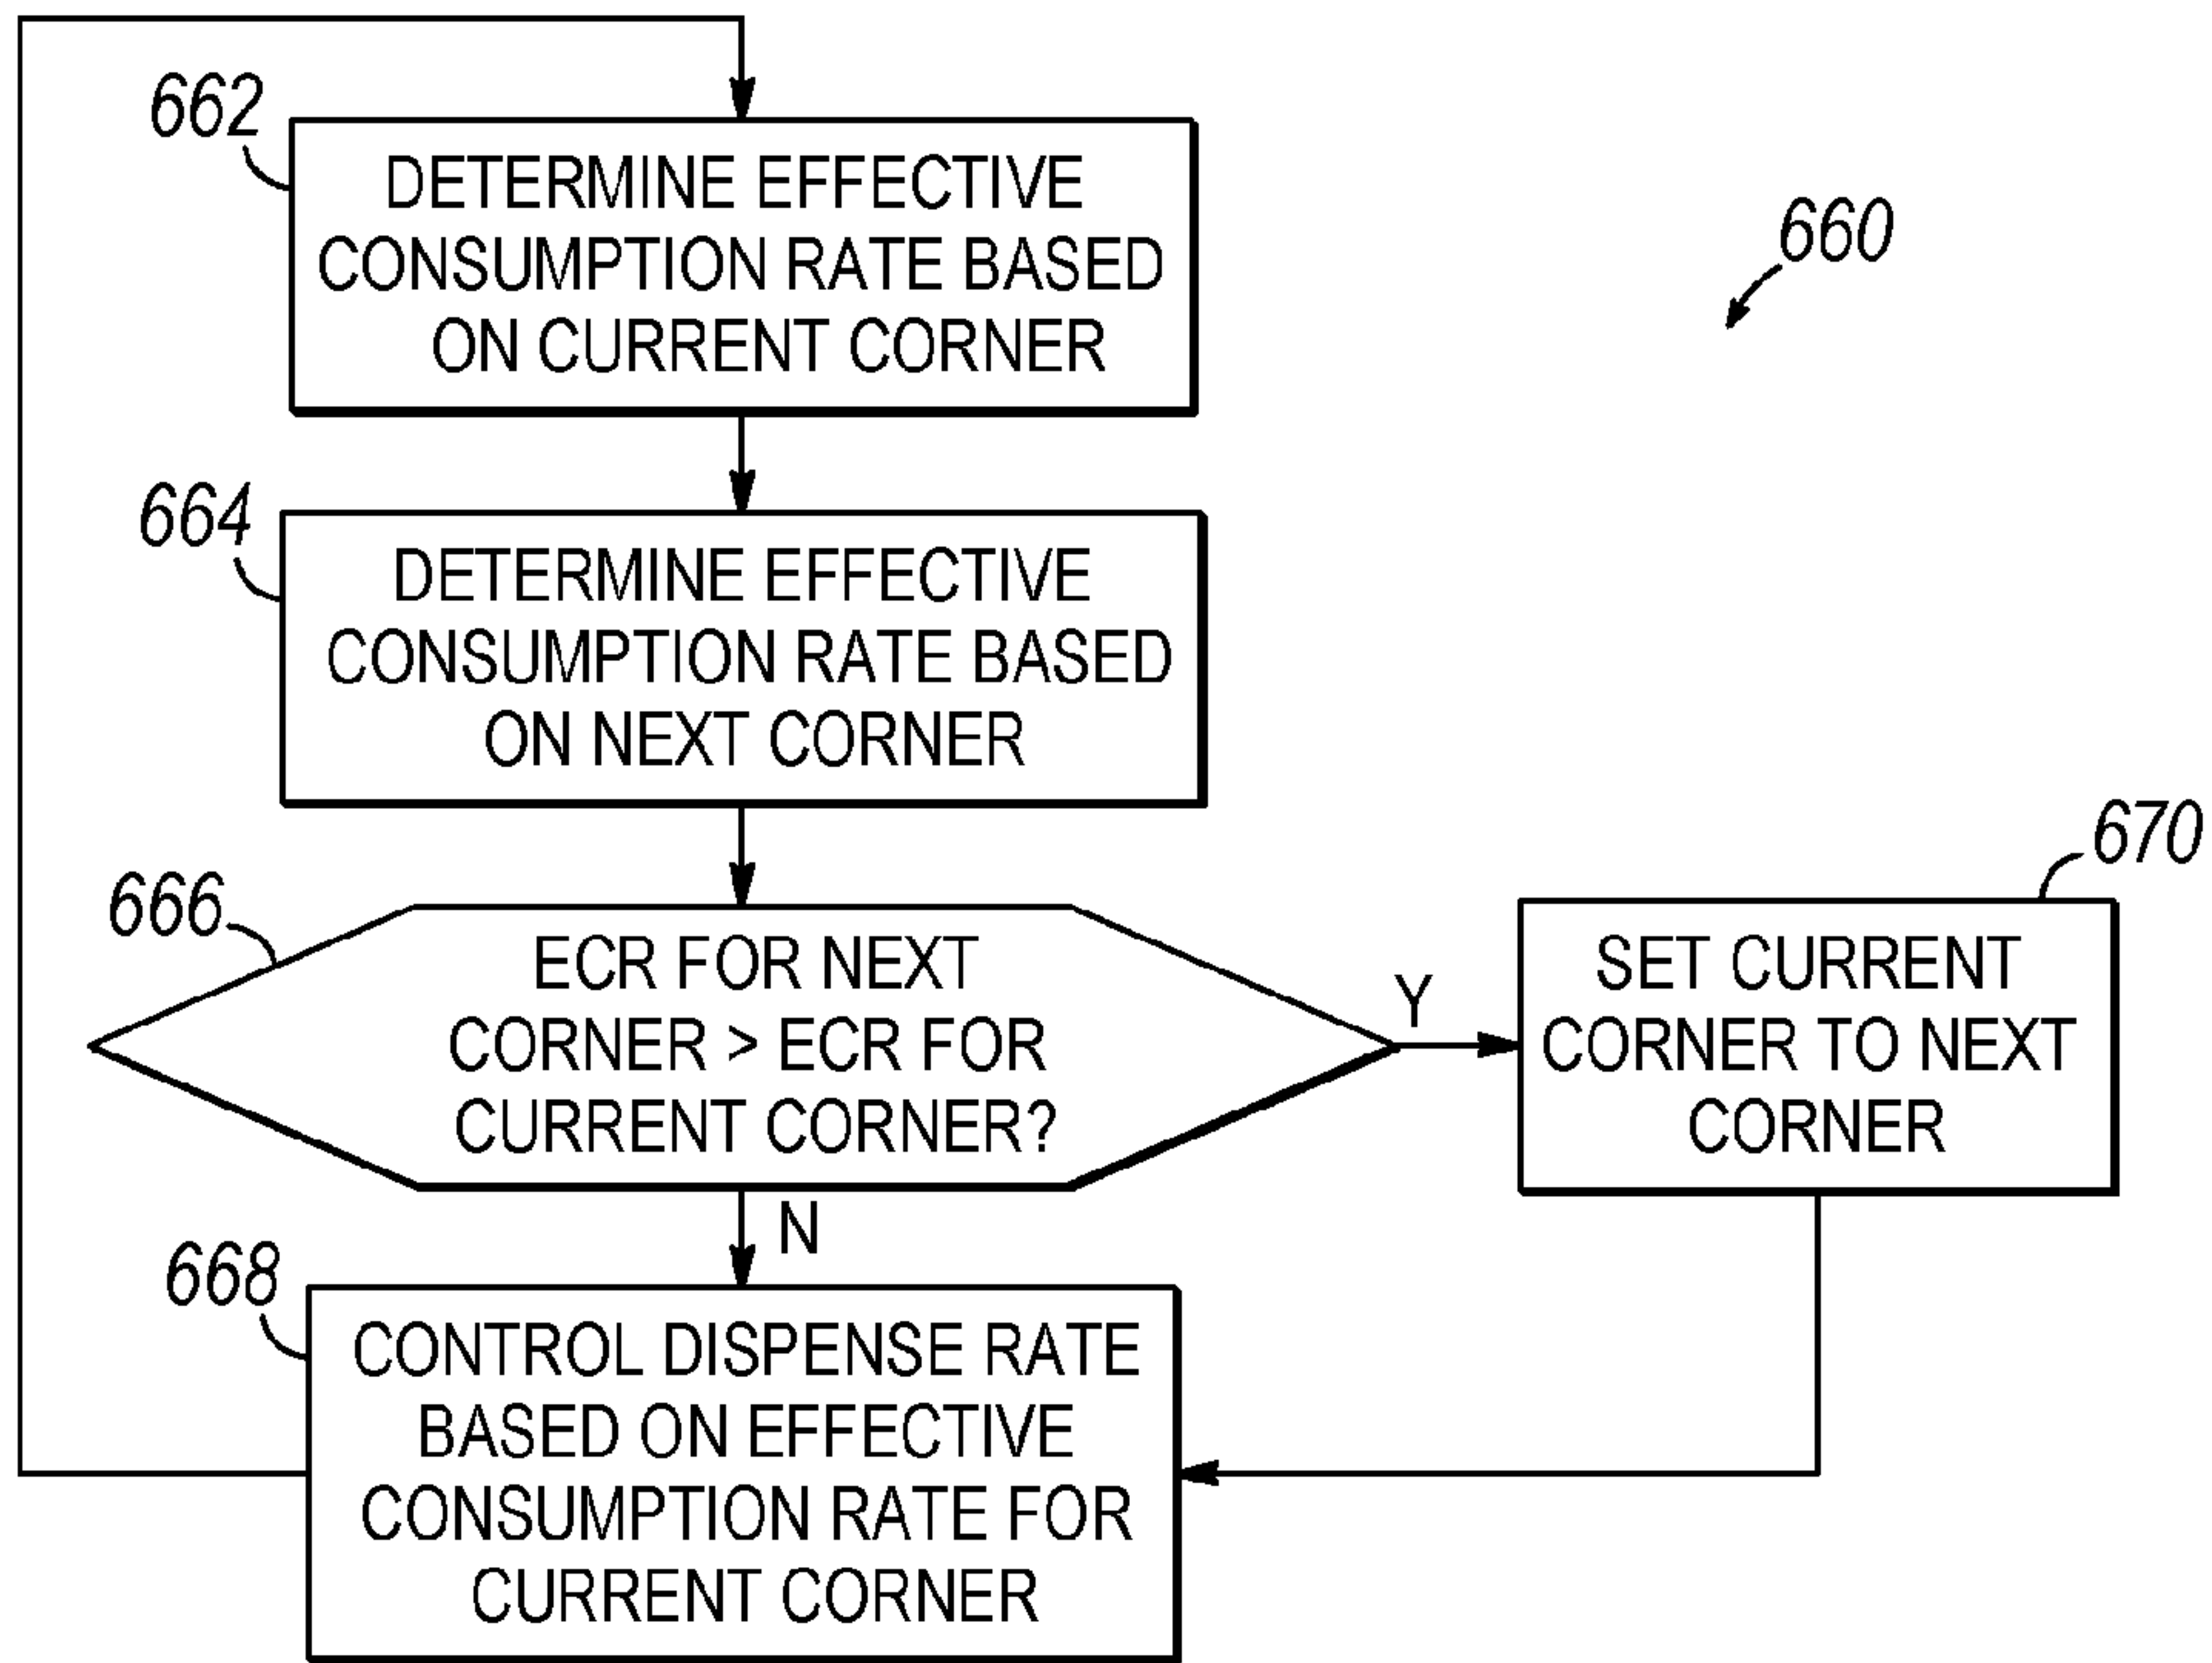 662
DETERMINE EFFECTIVE
CONSUMPTION RATE BASED
ON CURRENT CORNER
660
664
DETERMINE EFFECTIVE
CONSUMPTION RATE BASED
ON NEXT CORNER
666
ECR FOR NEXT
CORNER > ECR FOR
CURRENT CORNER?
Y
670
SET CURRENT
CORNER TO NEXT
CORNER
N
668
CONTROL DISPENSE RATE
BASED ON EFFECTIVE
CONSUMPTION RATE FOR
CURRENT CORNER